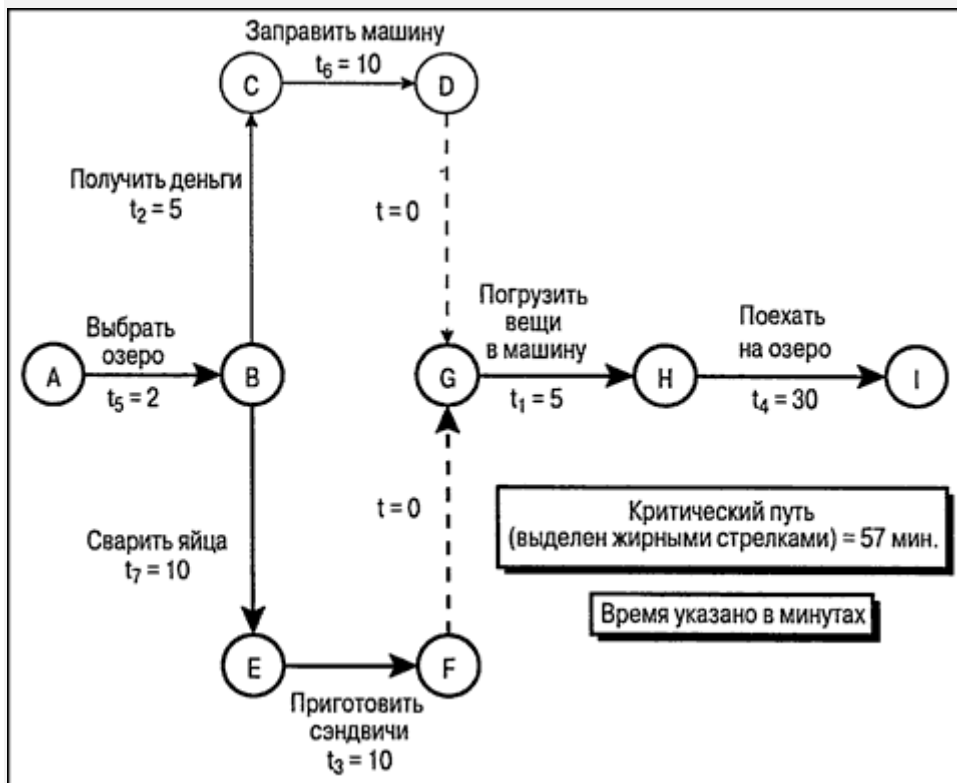 Заправить машину
t₆ = 10
C
D
Получить деньги
t₂ = 5
t = 0
Выбрать
озеро
t₅ = 2
A
B
G
Погрузить
вещи
в машину
t₁ = 5
H
Поехать
на озеро
t₄ = 30
I
Сварить яйца
t₇ = 10
t = 0
Критический путь
(выделен жирными стрелками) = 57 мин.
Время указано в минутах
E
F
Приготовить
сэндвичи
t₃ = 10